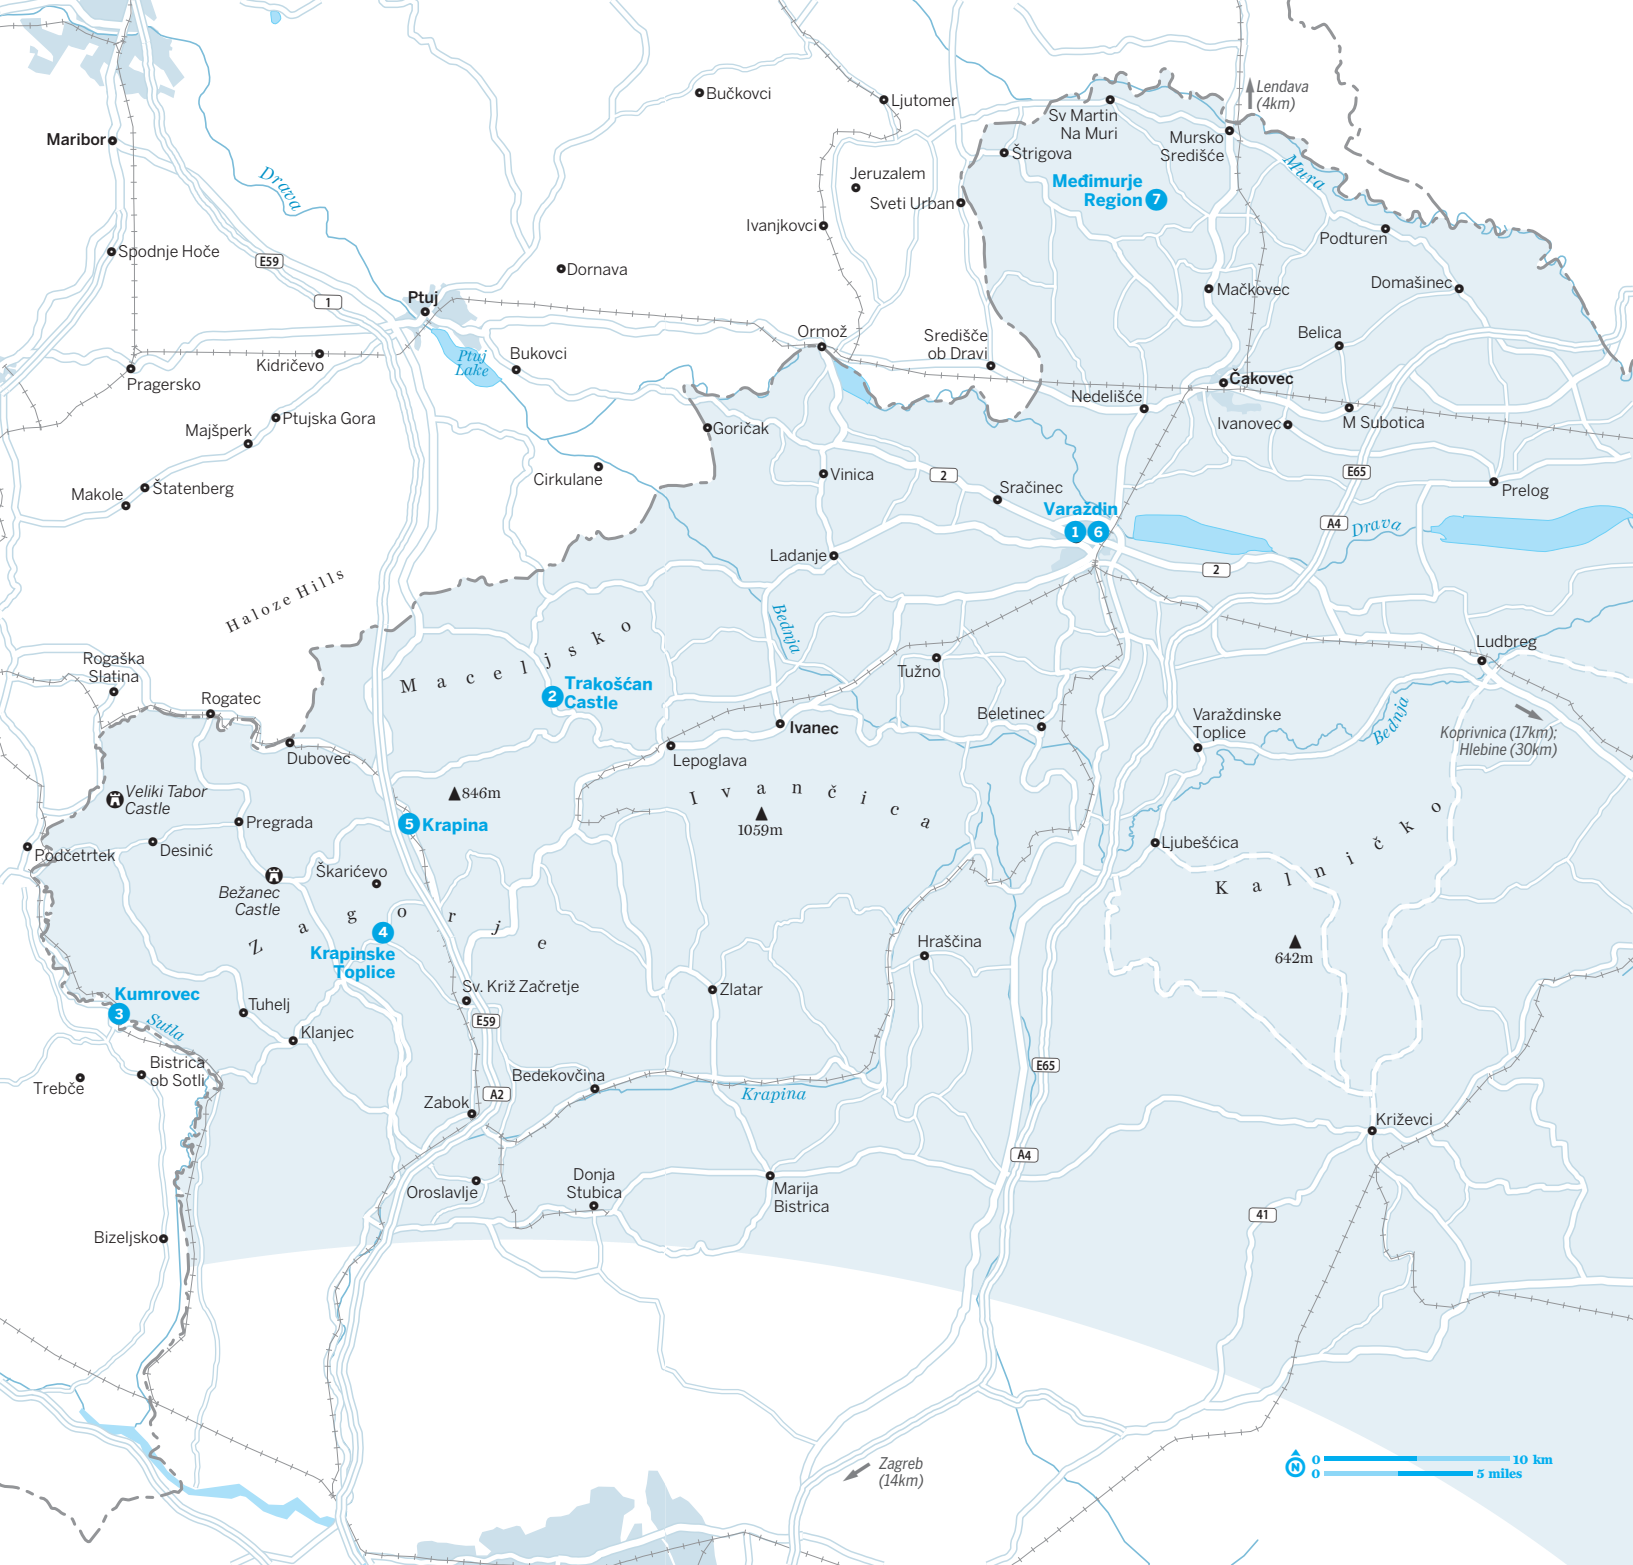 Bučkovci
Ljutomer
Lendava
(4km)
Sv Martin
Na Muri
Mursko
Središće
Maribor
Štrigova
Mura
Drava
Jeruzalem
Međimurje
Region 7
Sveti Urban
Ivanjkovci
Podturen
Spodnje Hoče
E59
Dornava
Domašinec
Mačkovec
1
Ptuj
Ormož
Središče
ob Dravi
Belica
Ptuj
Lake
Bukovci
Kidričevo
Pragersko
Čakovec
Nedelišće
Ptujska Gora
Majšperk
Goričak
Ivanovec
M Subotica
Cirkulane
Vinica
2
E65
Makole
Štatenberg
Sračinec
Prelog
Varaždin
1 6
A4
Drava
Ladanje
2
Haloze Hills
Bednja
Maceljsko
Ludbreg
Rogaška
Slatina
Tužno
2
Trakošćan
Castle
Rogatec
Ivanec
Beletinec
Varaždinske
Toplice
Bednja
Koprivnica (17km);
Hlebine (30km)
Dubovec
Lepoglava
Veliki Tabor
Castle
846m
Ivančica
1059m
Pregrada
5 Krapina
Podčetrtek
Desinić
Ljubešćica
Kalničko
Škarićevo
Bežanec
Castle
Zagorje
4
Krapinske
Toplice
Hrašćina
642m
Kumrovec
3
Sutla
Tuhelj
Sv. Križ Začretje
Zlatar
E59
Klanjec
Bistrica
ob Sotli
Trebče
Bedekovčina
E65
A2
Krapina
Zabok
Križevci
A4
Oroslavlje
Donja
Stubica
Marija
Bistrica
41
Bizeljsko
Zagreb
(14km)
N
0 10 km
0 5 miles